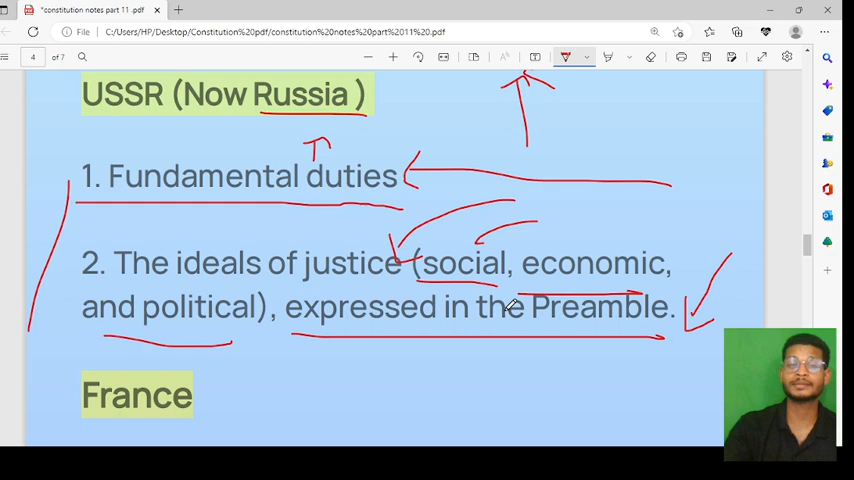 *constitution notes part 11 .pdf
File
C:/Users/HP/Desktop/Constitution%20pdf/constitution%20notes%20part%2011%20.pdf
4 of 7
USSR (Now Russia )
1. Fundamental duties
2. The ideals of justice (social, economic,
and political), expressed in the Preamble.
France